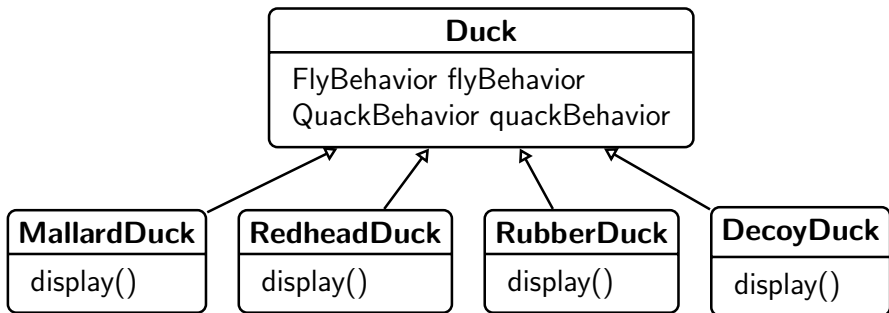 Duck
FlyBehavior flyBehavior
QuackBehavior quackBehavior
MallardDuck
display()
RedheadDuck
display()
RubberDuck
display()
DecoyDuck
display()